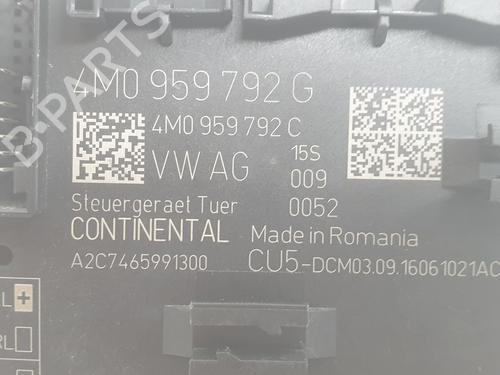 B-PARTS
4M0 959 792 G
4M0 959 792 C
VW AG
15S
009
Steuergeraet Tuer
0052
CONTINENTAL
Made in Romania
A2C7465991300
CU5-DCM03.09.16061021AC
L +
RL